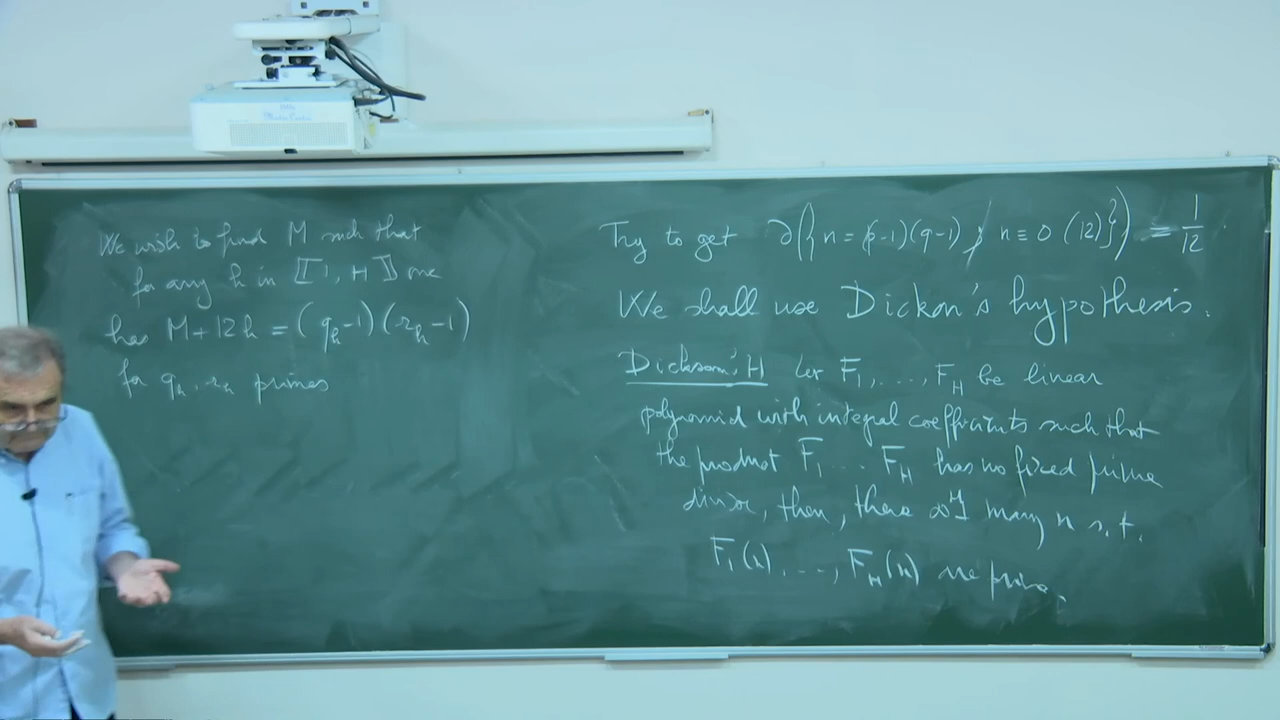 We wish to find M such that
for any h in ⟦1, H⟧ one
has M+12h = (q_h-1)(r_h-1)
for q_h, r_h primes
Try to get ∂({n=(p-1)(q-1), n≡0 (12)}) = 1/12
We shall use Dickon's hypothesis.
Dickson's H Let F_1, ..., F_H be linear
polynomial with integral coefficients such that
the product F_1 ... F_H has no fixed prime
divisor, then, there ∞ly many n s.t.
F_1(n), ..., F_H(n) are prime.